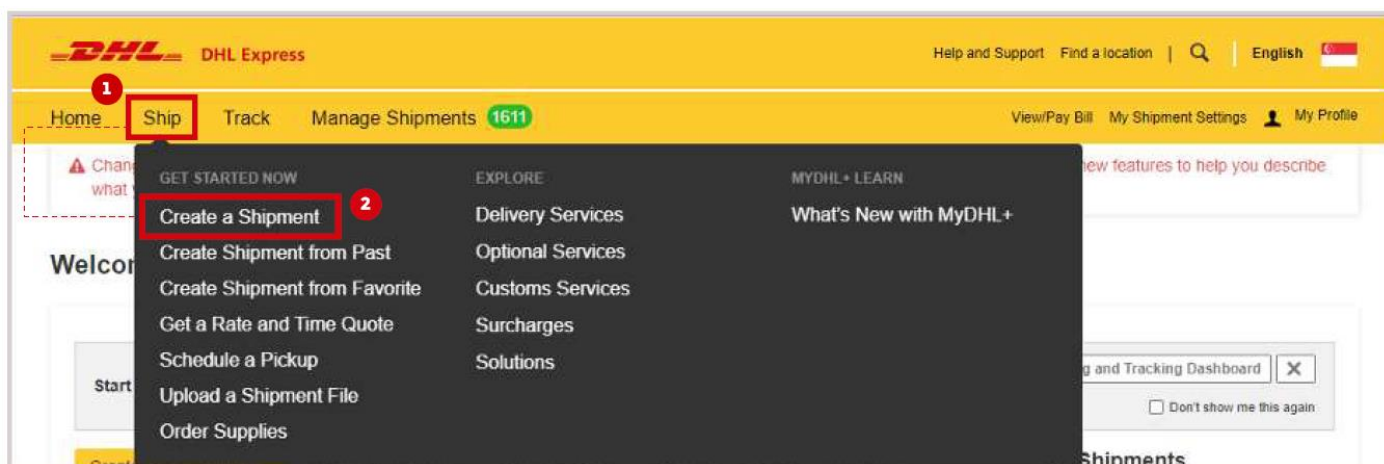 DHL DHL Express
Help and Support Find a location | English
1
Home Ship Track Manage Shipments 1611
View/Pay Bill My Shipment Settings My Profile
new features to help you describe
what
GET STARTED NOW
Create a Shipment 2
Create Shipment from Past
Create Shipment from Favorite
Get a Rate and Time Quote
Schedule a Pickup
Upload a Shipment File
Order Supplies
EXPLORE
Delivery Services
Optional Services
Customs Services
Surcharges
Solutions
MYDHL+ LEARN
What's New with MyDHL+
Start
g and Tracking Dashboard
Don't show me this again
Shipments